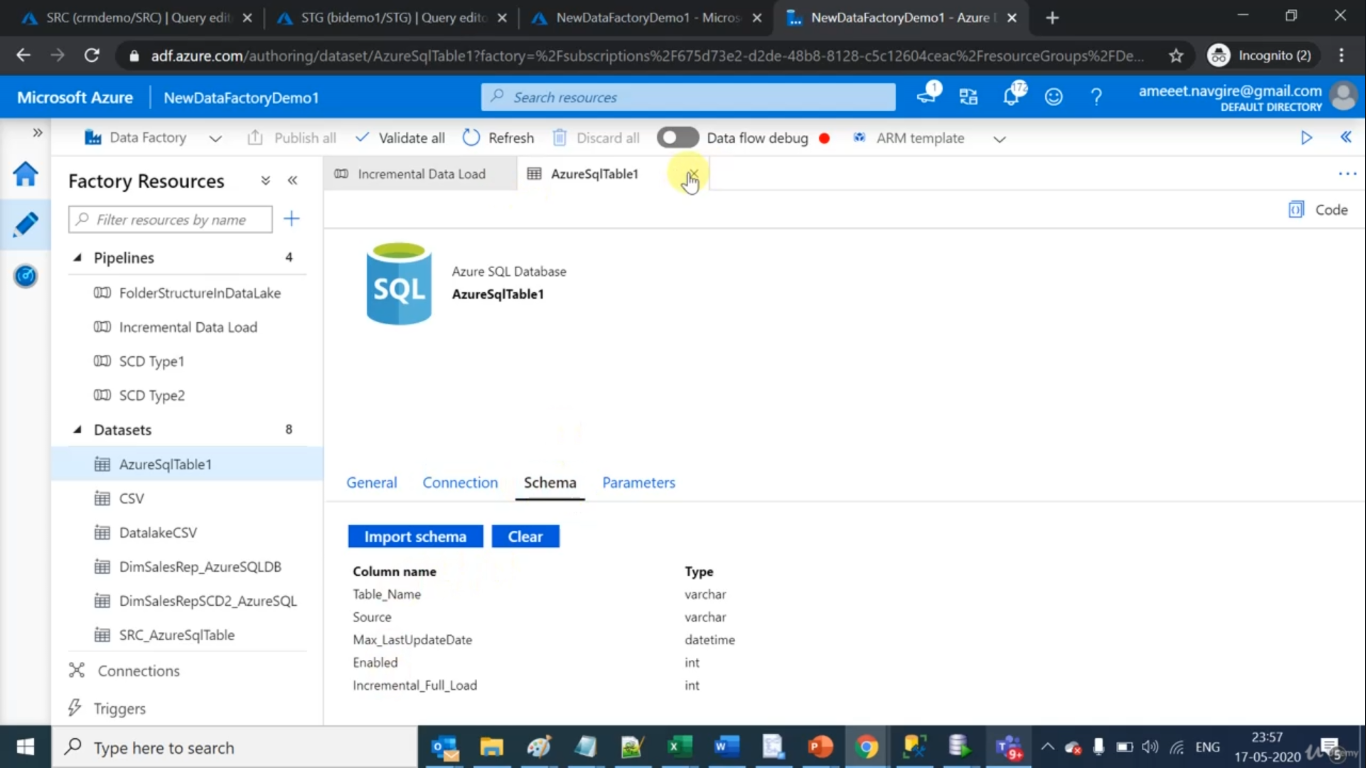 SRC (crmdemo/SRC) | Query edit
STG (bidemo1/STG) | Query edito
NewDataFactoryDemo1 - Micros
NewDataFactoryDemo1 - Azure D
adf.azure.com/authoring/dataset/AzureSqlTable1?factory=%2Fsubscriptions%2F675d73e2-d2de-48b8-8128-c5c12604ceac%2FresourceGroups%2FDe...
Incognito (2)
Microsoft Azure
NewDataFactoryDemo1
Search resources
1
172
ameeet.navgire@gmail.com
DEFAULT DIRECTORY
Data Factory
Publish all
Validate all
Refresh
Discard all
Data flow debug
ARM template
Factory Resources
Incremental Data Load
AzureSqlTable1
Filter resources by name
Code
Pipelines 4
FolderStructureInDataLake
Incremental Data Load
SCD Type1
SCD Type2
Datasets 8
AzureSqlTable1
CSV
DatalakeCSV
DimSalesRep_AzureSQLDB
DimSalesRepSCD2_AzureSQL
SRC_AzureSqlTable
Connections
Triggers
SQL
Azure SQL Database
AzureSqlTable1
General Connection Schema Parameters
Import schema Clear
Column name Type
Table_Name varchar
Source varchar
Max_LastUpdateDate datetime
Enabled int
Incremental_Full_Load int
Type here to search
9+
ENG
23:57
17-05-2020
5